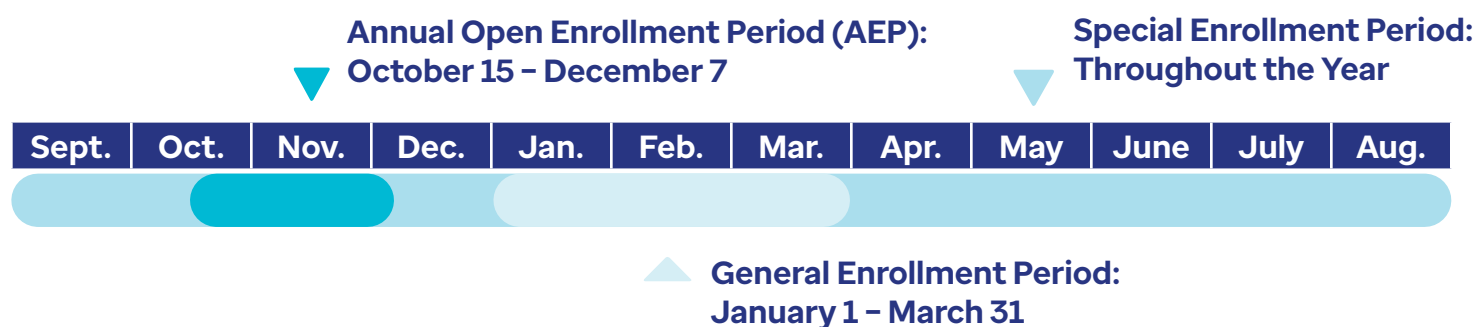 Annual Open Enrollment Period (AEP):
October 15 – December 7
Special Enrollment Period:
Throughout the Year
Sept. Oct. Nov. Dec. Jan. Feb. Mar. Apr. May June July Aug.
General Enrollment Period:
January 1 – March 31